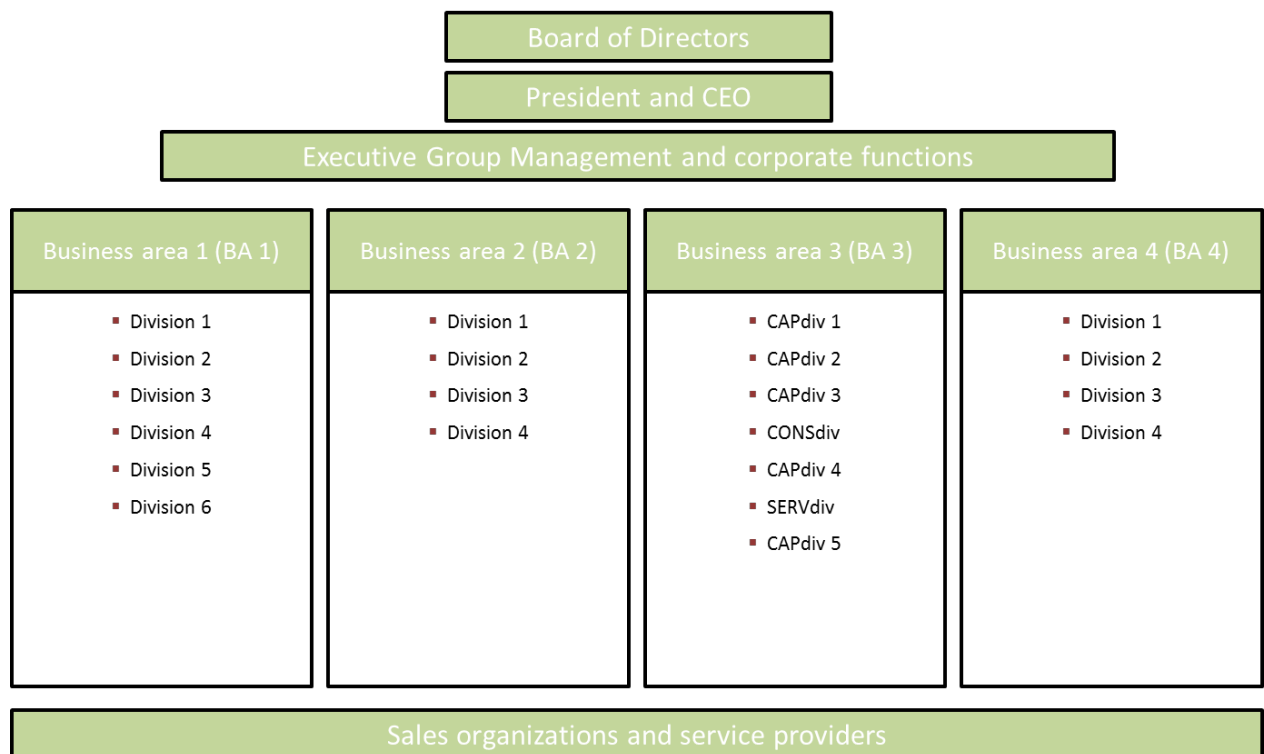 Board of Directors
President and CEO
Executive Group Management and corporate functions
Business area 1 (BA 1)
Division 1
Division 2
Division 3
Division 4
Division 5
Division 6
Business area 2 (BA 2)
Division 1
Division 2
Division 3
Division 4
Business area 3 (BA 3)
CAPdiv 1
CAPdiv 2
CAPdiv 3
CONSdiv
CAPdiv 4
SERVdiv
CAPdiv 5
Business area 4 (BA 4)
Division 1
Division 2
Division 3
Division 4
Sales organizations and service providers